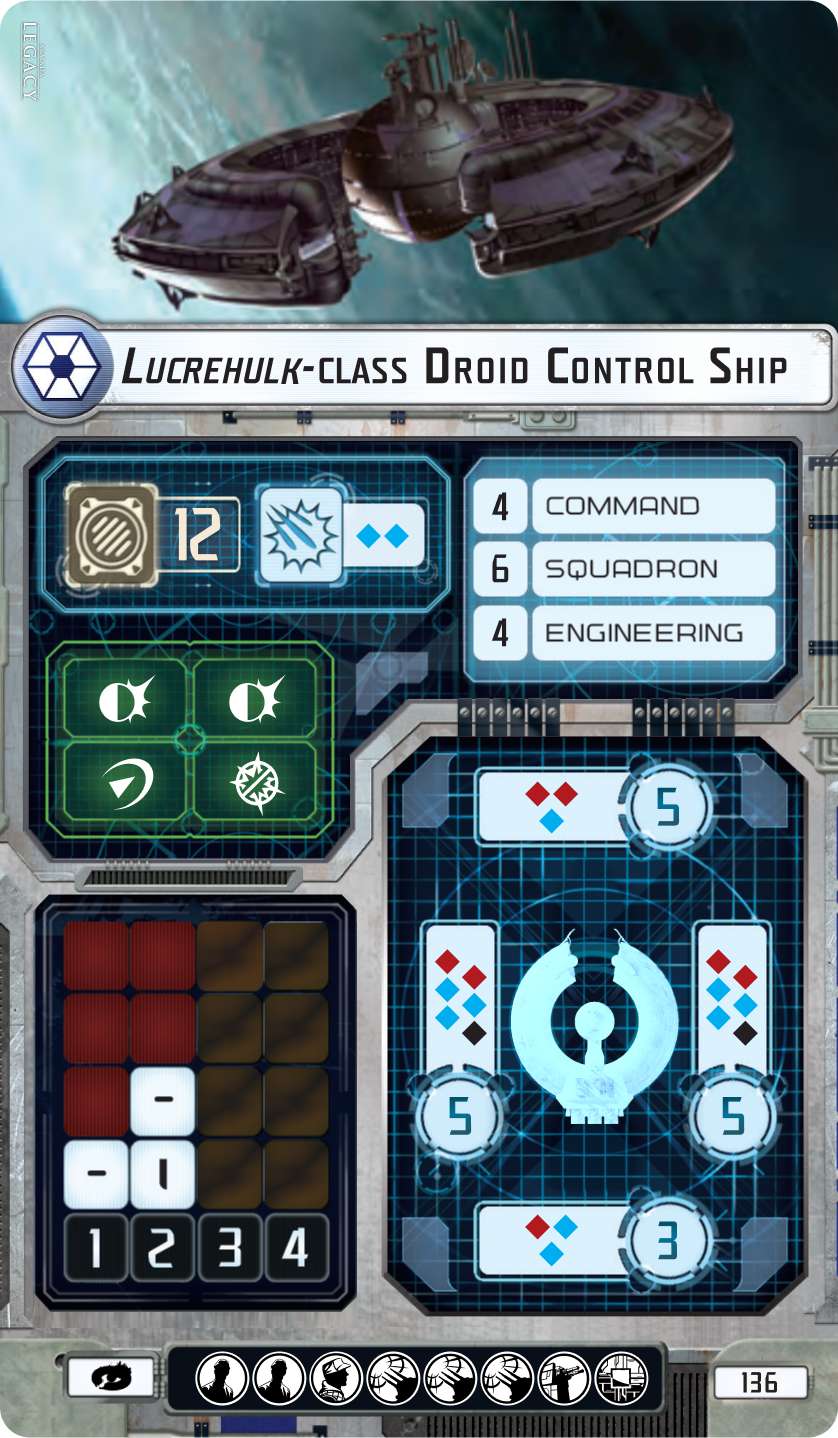 LEGACY
LUCREHULK-CLASS DROID CONTROL SHIP
12
4 COMMAND
6 SQUADRON
4 ENGINEERING
5
5 5
-
- 1
1 2 3 4
3
136